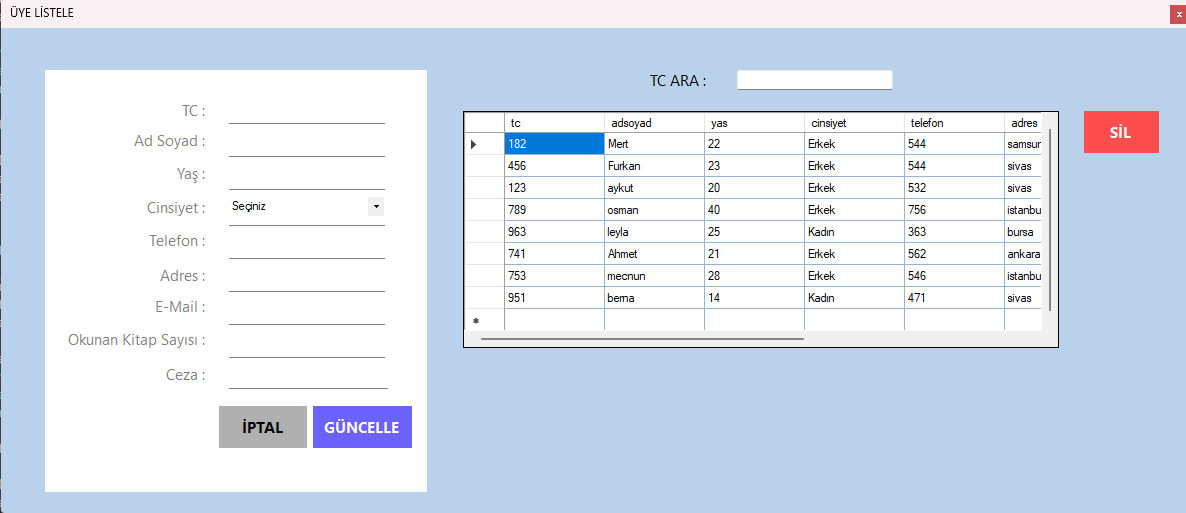 ÜYE LİSTELE
x
TC :
Ad Soyad :
Yaş :
Cinsiyet : Seçiniz
Telefon :
Adres :
E-Mail :
Okunan Kitap Sayısı :
Ceza :
İPTAL GÜNCELLE
TC ARA :
tc adsoyad yas cinsiyet telefon adres
182 Mert 22 Erkek 544 samsun
456 Furkan 23 Erkek 544 sivas
123 aykut 20 Erkek 532 sivas
789 osman 40 Erkek 756 istanbu
963 leyla 25 Kadın 363 bursa
741 Ahmet 21 Erkek 562 ankara
753 mecnun 28 Erkek 546 istanbu
951 berna 14 Kadın 471 sivas
SİL